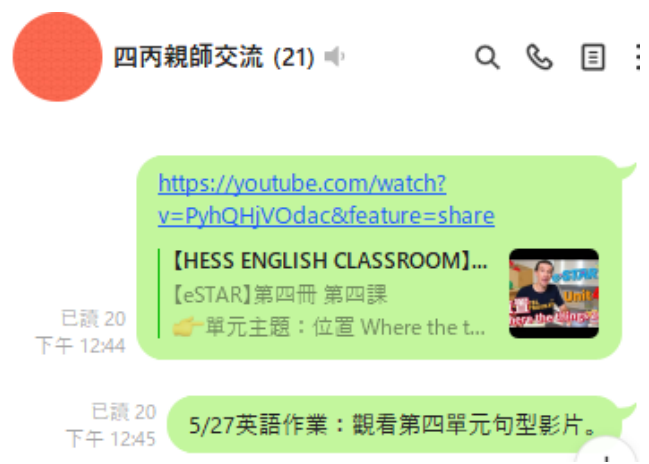 四丙親師交流 (21)
https://youtube.com/watch?
v=PyhQHjVOdac&feature=share
【HESS ENGLISH CLASSROOM】...
【eSTAR】第四冊 第四課
👉單元主題：位置 Where the t...
eSTAR
Unit
已讀 20
下午 12:44
已讀 20
下午 12:45
5/27英語作業：觀看第四單元句型影片。